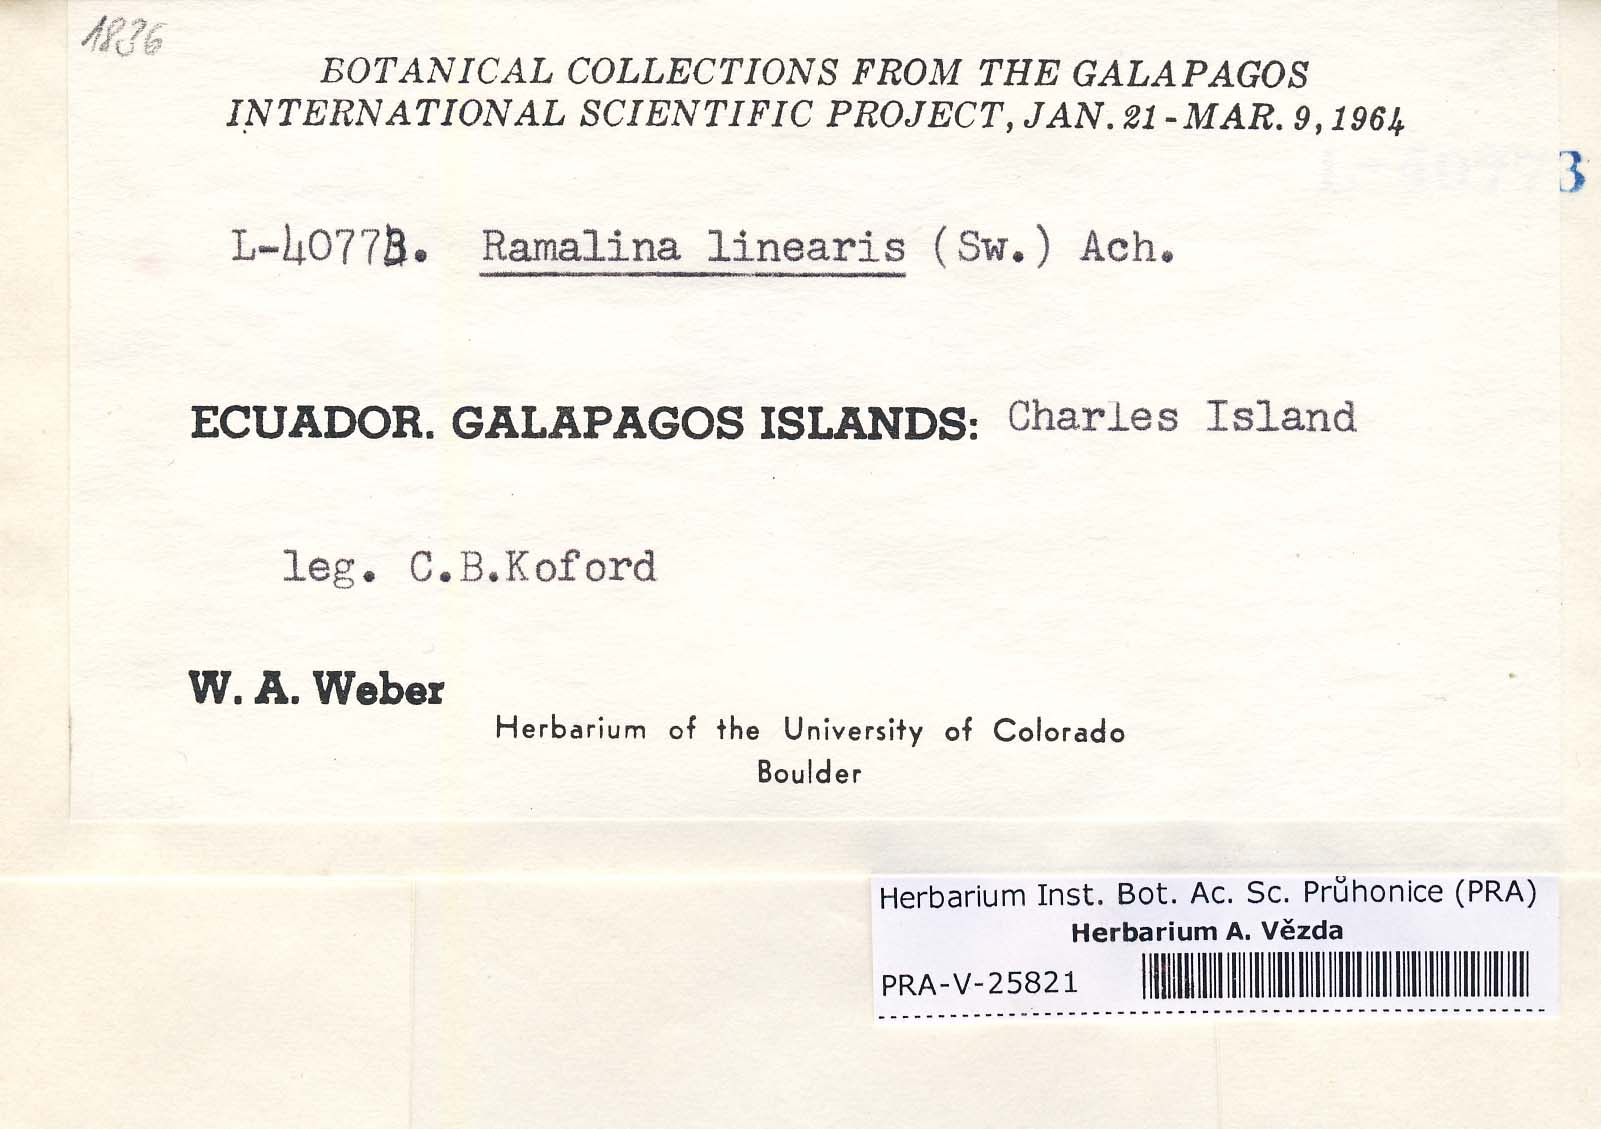 1836
BOTANICAL COLLECTIONS FROM THE GALAPAGOS
INTERNATIONAL SCIENTIFIC PROJECT, JAN. 21 - MAR. 9, 1964
3
L-40773. Ramalina linearis (Sw.) Ach.
ECUADOR. GALAPAGOS ISLANDS: Charles Island
leg. C.B.Koford
W. A. Weber
Herbarium of the University of Colorado
Boulder
Herbarium Inst. Bot. Ac. Sc. Průhonice (PRA)
Herbarium A. Vězda
PRA-V-25821